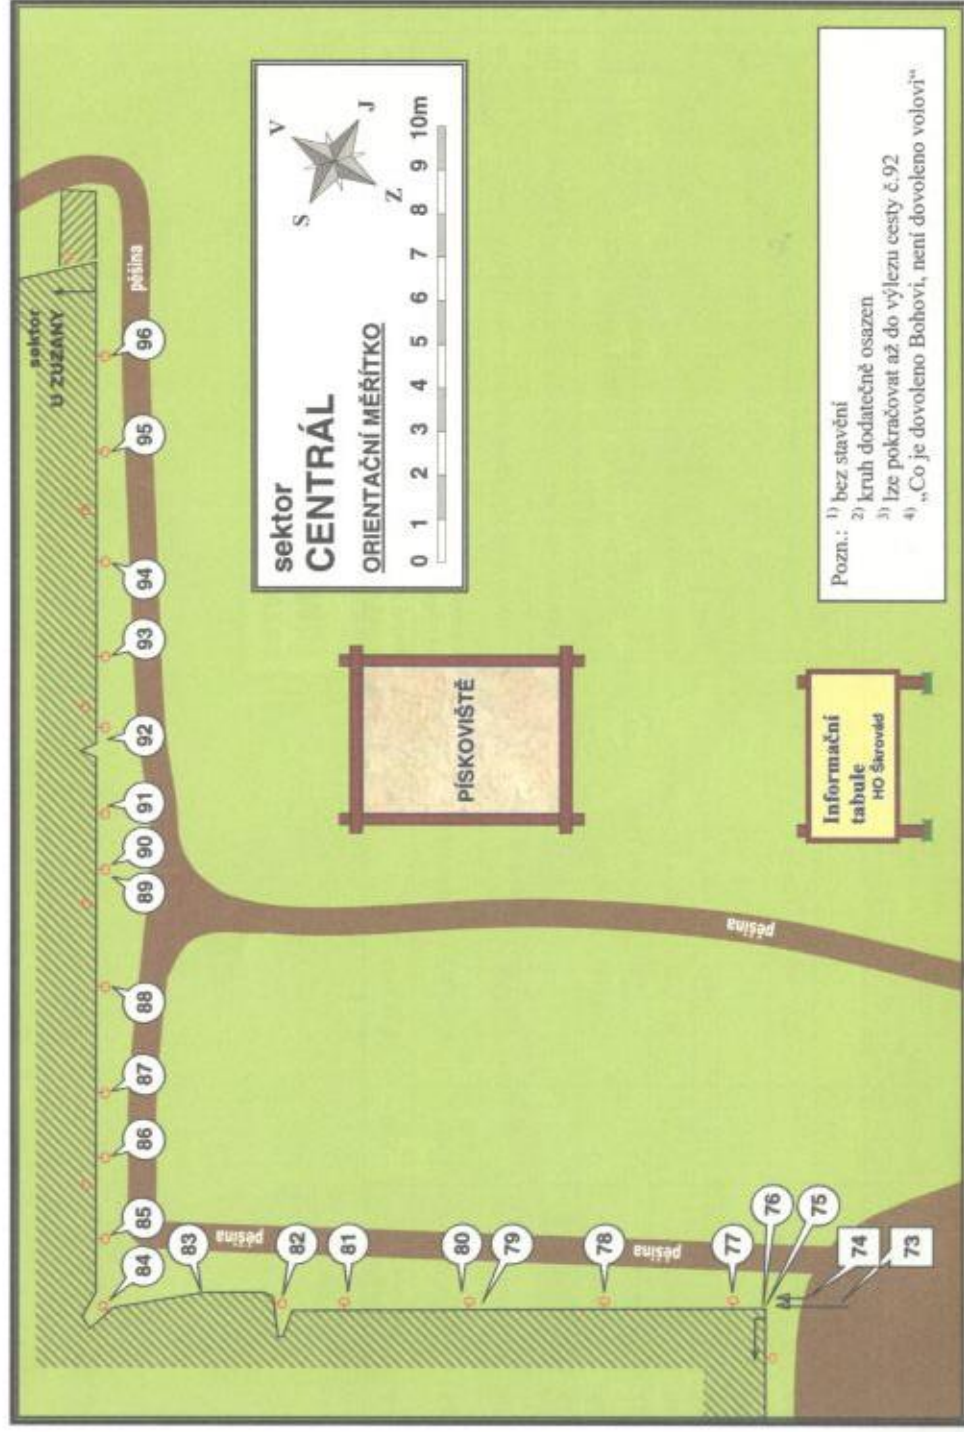 sektor
U ZUZANY
pěšina
96
95
94
93
92
91
90
89
88
87
86
85
84
83
82
81
80
79
78
77
76
75
74
73
pěšina
pěšina
pěšina
sektor
CENTRÁL
ORIENTAČNÍ MĚŘÍTKO
0 1 2 3 4 5 6 7 8 9 10m
S
V
J
Z
PÍSKOVIŠTĚ
Informační
tabule
HO Škrovád
Pozn.: 1) bez stavění
2) kruh dodatečně osazen
3) lze pokračovat až do výlezu cesty č.92
4) „Co je dovoleno Bohovi, není dovoleno volovi“